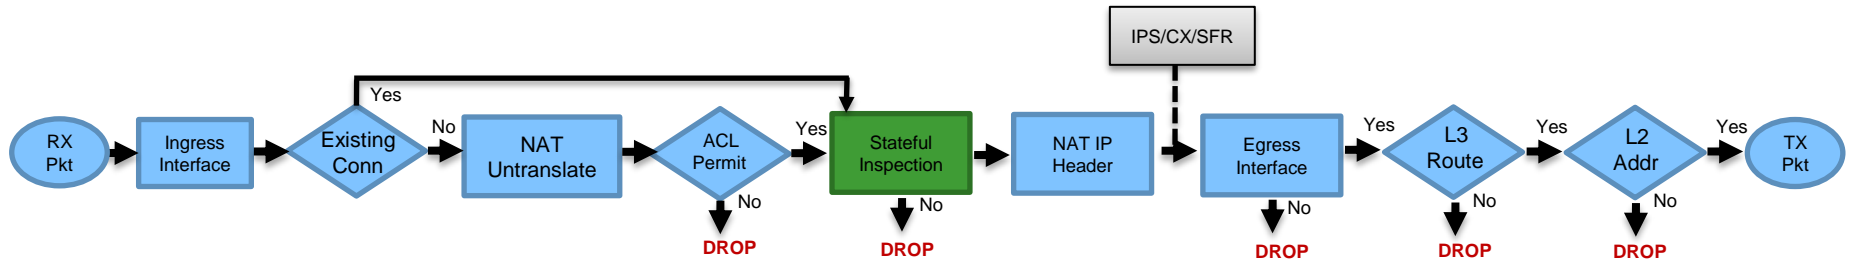 RX
Pkt
Ingress
Interface
Existing
Conn
Yes
No
NAT
Untranslate
ACL
Permit
Yes
No
DROP
Stateful
Inspection
No
DROP
NAT IP
Header
IPS/CX/SFR
Egress
Interface
Yes
No
DROP
L3
Route
Yes
No
DROP
L2
Addr
Yes
No
DROP
TX
Pkt